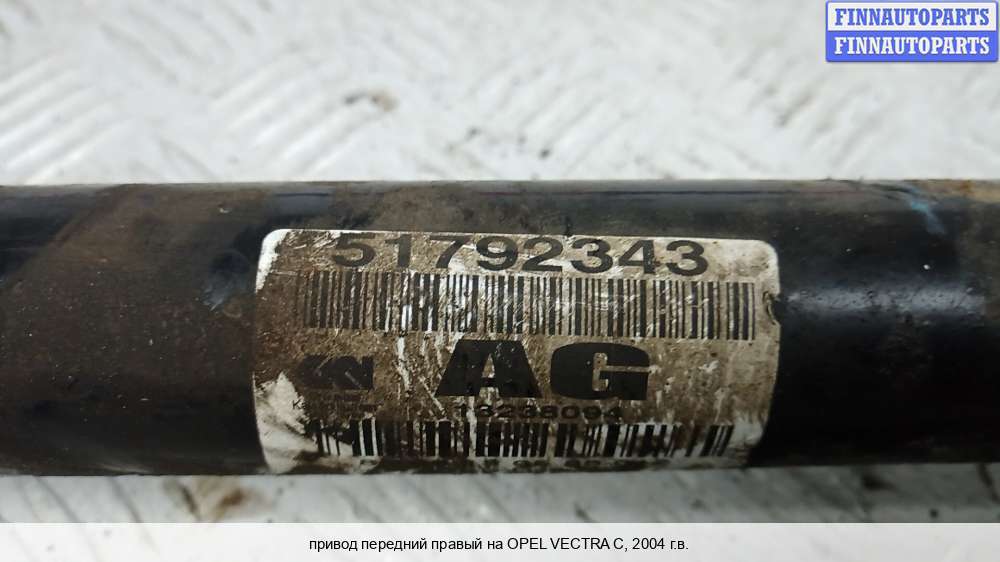 FINNAUTOPARTS
FINNAUTOPARTS
51792343
AG
13238094
привод передний правый на OPEL VECTRA C, 2004 г.в.